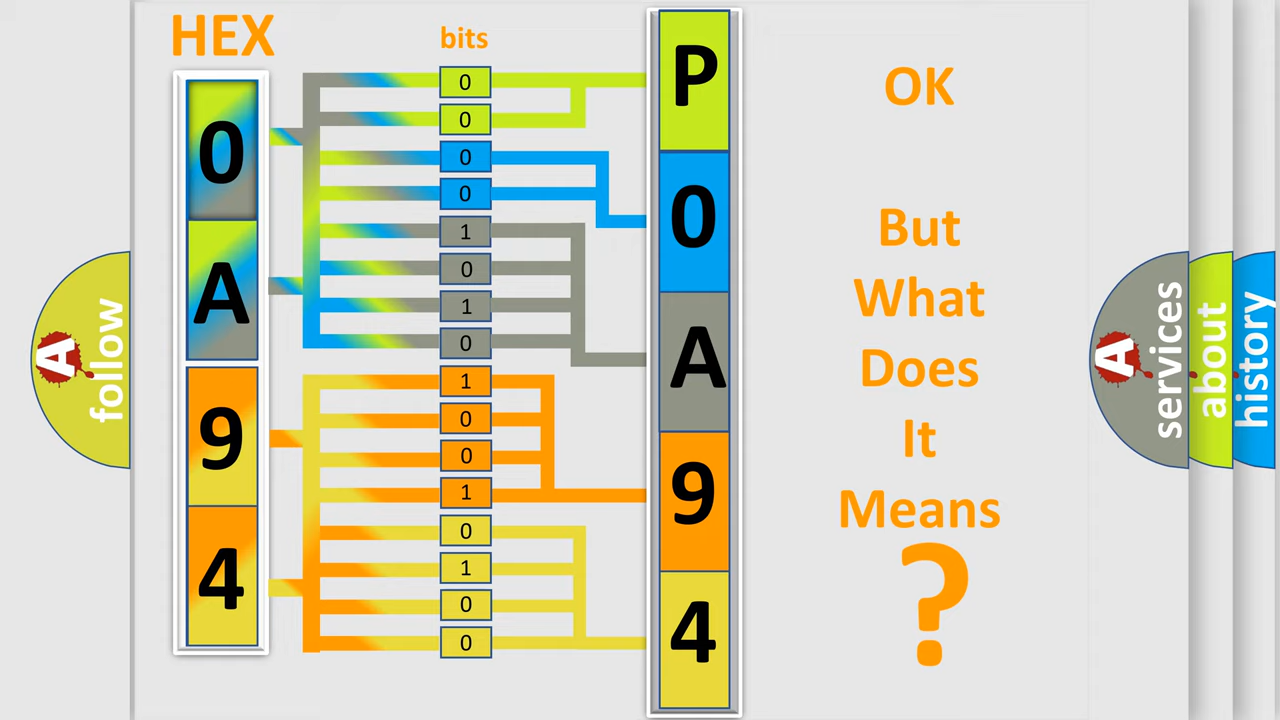 HEX
bits
0
A
9
4
0
0
0
0
1
0
1
0
1
0
0
1
0
1
0
0
P
0
A
9
4
OK
But
What
Does
It
Means
?
A
follow
A
services
about
history